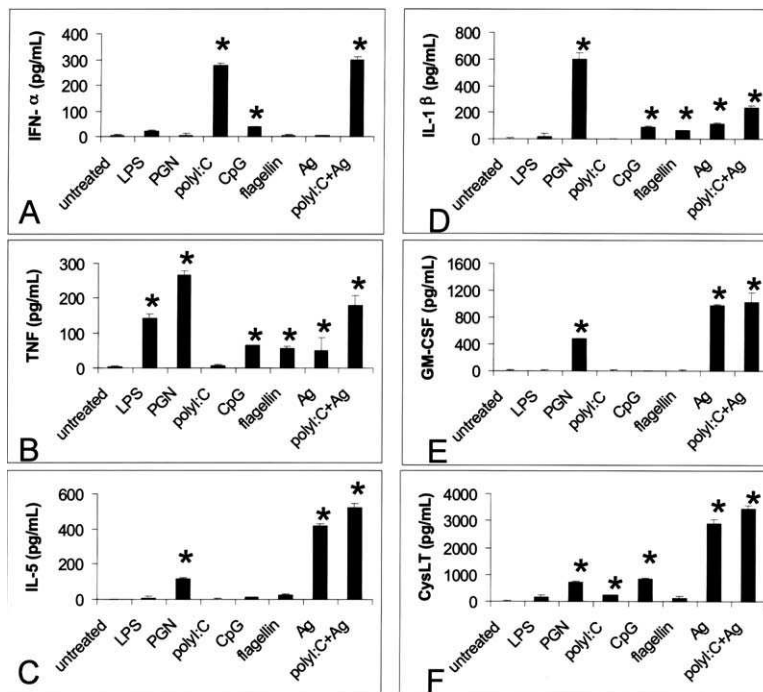 IFN- α (pg/mL)
400
300
200
100
0
* * *
untreated LPS PGN polyI:C CpG flagellin Ag polyI:C+Ag
A
TNF (pg/mL)
300
200
100
0
* * * * * *
untreated LPS PGN polyI:C CpG flagellin Ag polyI:C+Ag
B
IL-5 (pg/mL)
600
400
200
0
* * *
untreated LPS PGN polyI:C CpG flagellin Ag polyI:C+Ag
C
IL-1 β (pg/mL)
800
600
400
200
0
* * * * *
untreated LPS PGN polyI:C CpG flagellin Ag polyI:C+Ag
D
GM-CSF (pg/mL)
1600
1200
800
400
0
* * *
untreated LPS PGN polyI:C CpG flagellin Ag polyI:C+Ag
E
CysLT (pg/mL)
4000
3000
2000
1000
0
* * * * *
untreated LPS PGN polyI:C CpG flagellin Ag polyI:C+Ag
F